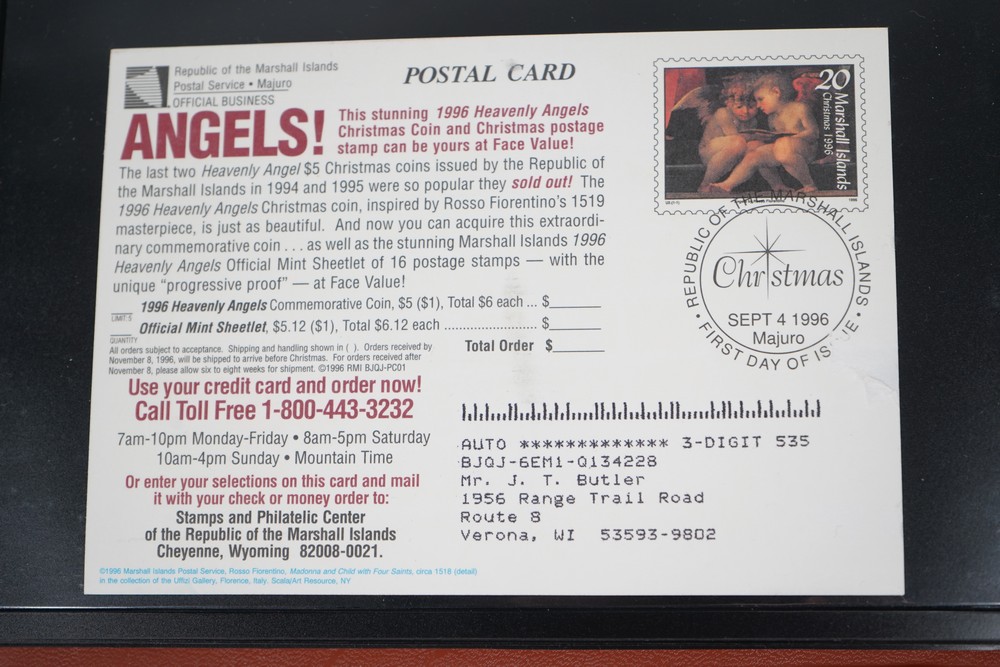 Republic of the Marshall Islands
Postal Service • Majuro
OFFICIAL BUSINESS
POSTAL CARD
20
Marshall Islands
Christmas 1996
ANGELS!
This stunning 1996 Heavenly Angels
Christmas Coin and Christmas postage
stamp can be yours at Face Value!
The last two Heavenly Angel $5 Christmas coins issued by the Republic of
the Marshall Islands in 1994 and 1995 were so popular they sold out! The
1996 Heavenly Angels Christmas coin, inspired by Rosso Fiorentino's 1519
masterpiece, is just as beautiful. And now you can acquire this extraordi-
nary commemorative coin . . . as well as the stunning Marshall Islands 1996
Heavenly Angels Official Mint Sheetlet of 16 postage stamps — with the
unique "progressive proof" — at Face Value!
____ 1996 Heavenly Angels Commemorative Coin, $5 ($1), Total $6 each ... $_______
LIMIT 5
____ Official Mint Sheetlet, $5.12 ($1), Total $6.12 each ...................... $_______
QUANTITY
Total Order $_______
All orders subject to acceptance. Shipping and handling shown in ( ). Orders received by
November 8, 1996, will be shipped to arrive before Christmas. For orders received after
November 8, please allow six to eight weeks for shipment. ©1996 RMI BJQJ-PC01
REPUBLIC OF THE MARSHALL ISLANDS
Christmas
SEPT 4 1996
Majuro
• FIRST DAY OF IS UE •
Use your credit card and order now!
Call Toll Free 1-800-443-3232
7am-10pm Monday-Friday • 8am-5pm Saturday
10am-4pm Sunday • Mountain Time
Or enter your selections on this card and mail
it with your check or money order to:
Stamps and Philatelic Center
of the Republic of the Marshall Islands
Cheyenne, Wyoming 82008-0021.
AUTO ************* 3-DIGIT 535
BJQJ-6EM1-Q134228
Mr. J. T. Butler
1956 Range Trail Road
Route 8
Verona, WI 53593-9802
©1996 Marshall Islands Postal Service, Rosso Fiorentino, Madonna and Child with Four Saints, circa 1518 (detail)
in the collection of the Uffizi Gallery, Florence, Italy. Scala/Art Resource, NY